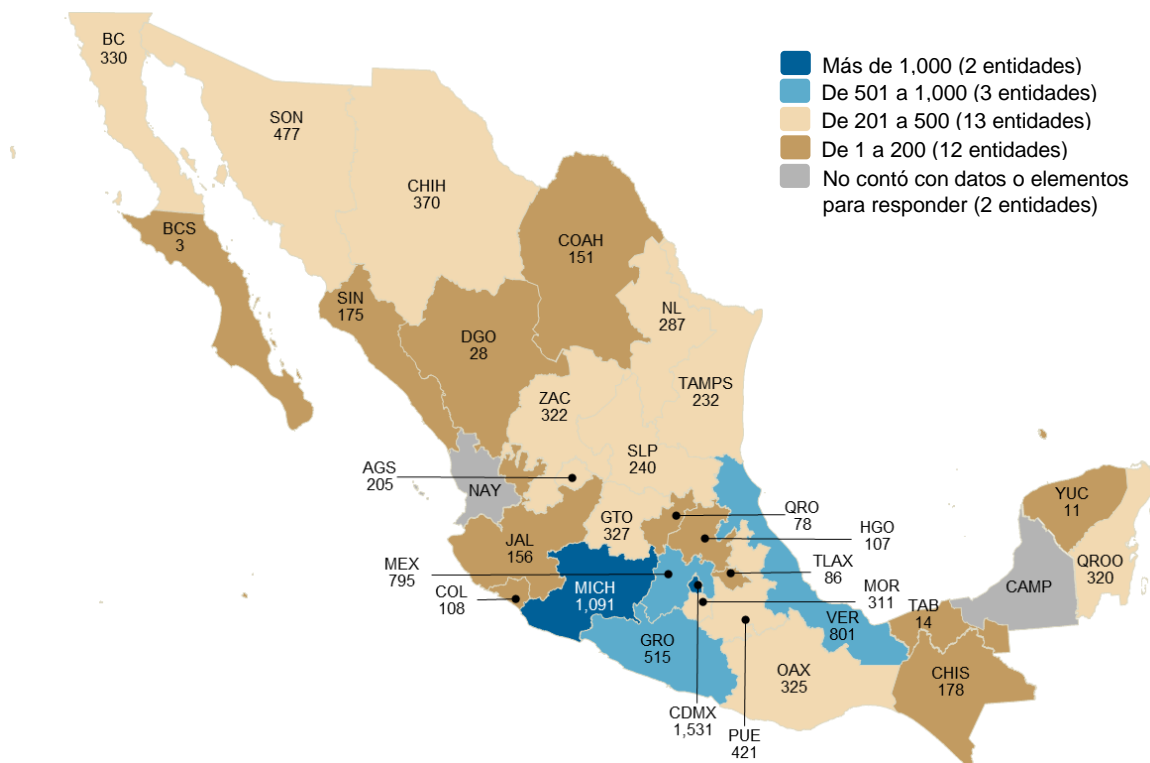 BC
330
SON
477
CHIH
370
BCS
3
COAH
151
SIN
175
DGO
28
NL
287
TAMPS
232
ZAC
322
SLP
240
AGS
205
NAY
GTO
327
QRO
78
HGO
107
JAL
156
MEX
795
TLAX
86
COL
108
MICH
1,091
MOR
311
GRO
515
VER
801
CDMX
1,531
PUE
421
OAX
325
TAB
14
CHIS
178
CAMP
YUC
11
QROO
320
Más de 1,000 (2 entidades)
De 501 a 1,000 (3 entidades)
De 201 a 500 (13 entidades)
De 1 a 200 (12 entidades)
No contó con datos o elementos
para responder (2 entidades)